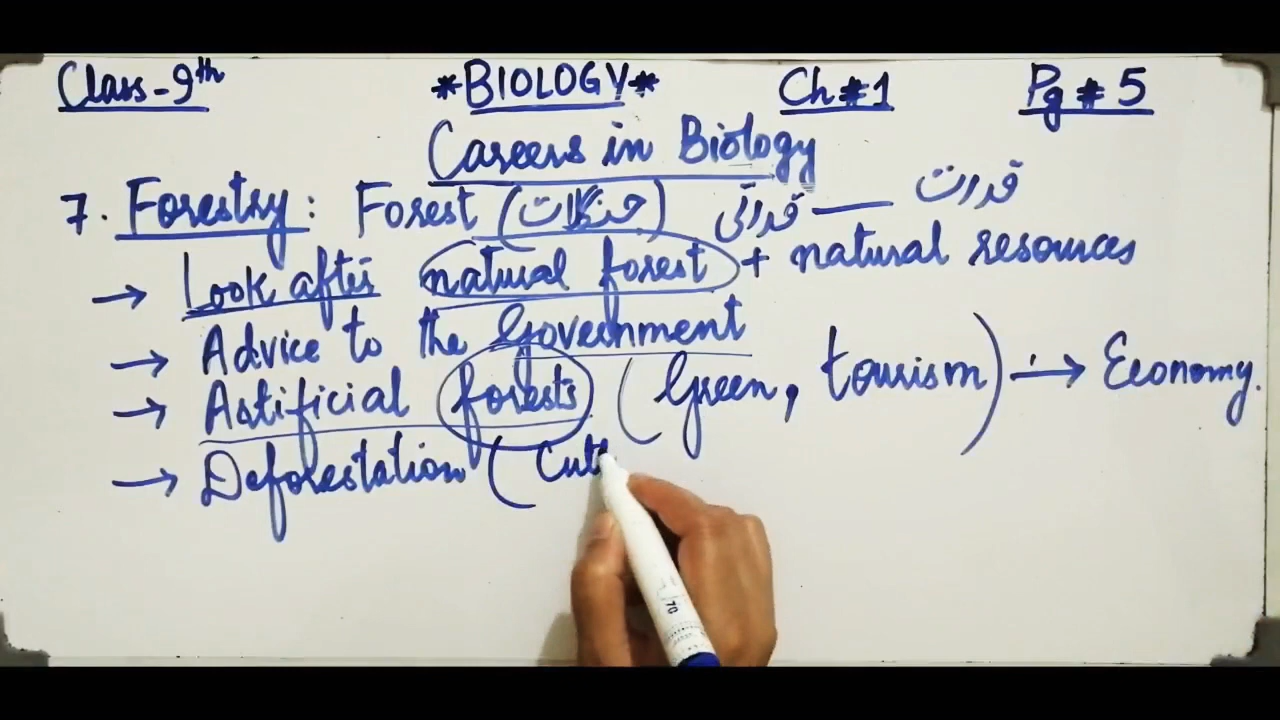 Class-9th *BIOLOGY* Ch#1 Pg#5
Careers in Biology
7. Forestry: Forest (جنگلات) قدرتی — قدرت
→ Look after natural forest + natural resources
→ Advice to the Government
→ Artificial forests (Green, tourism) → Economy.
→ Deforestation ( Cutt